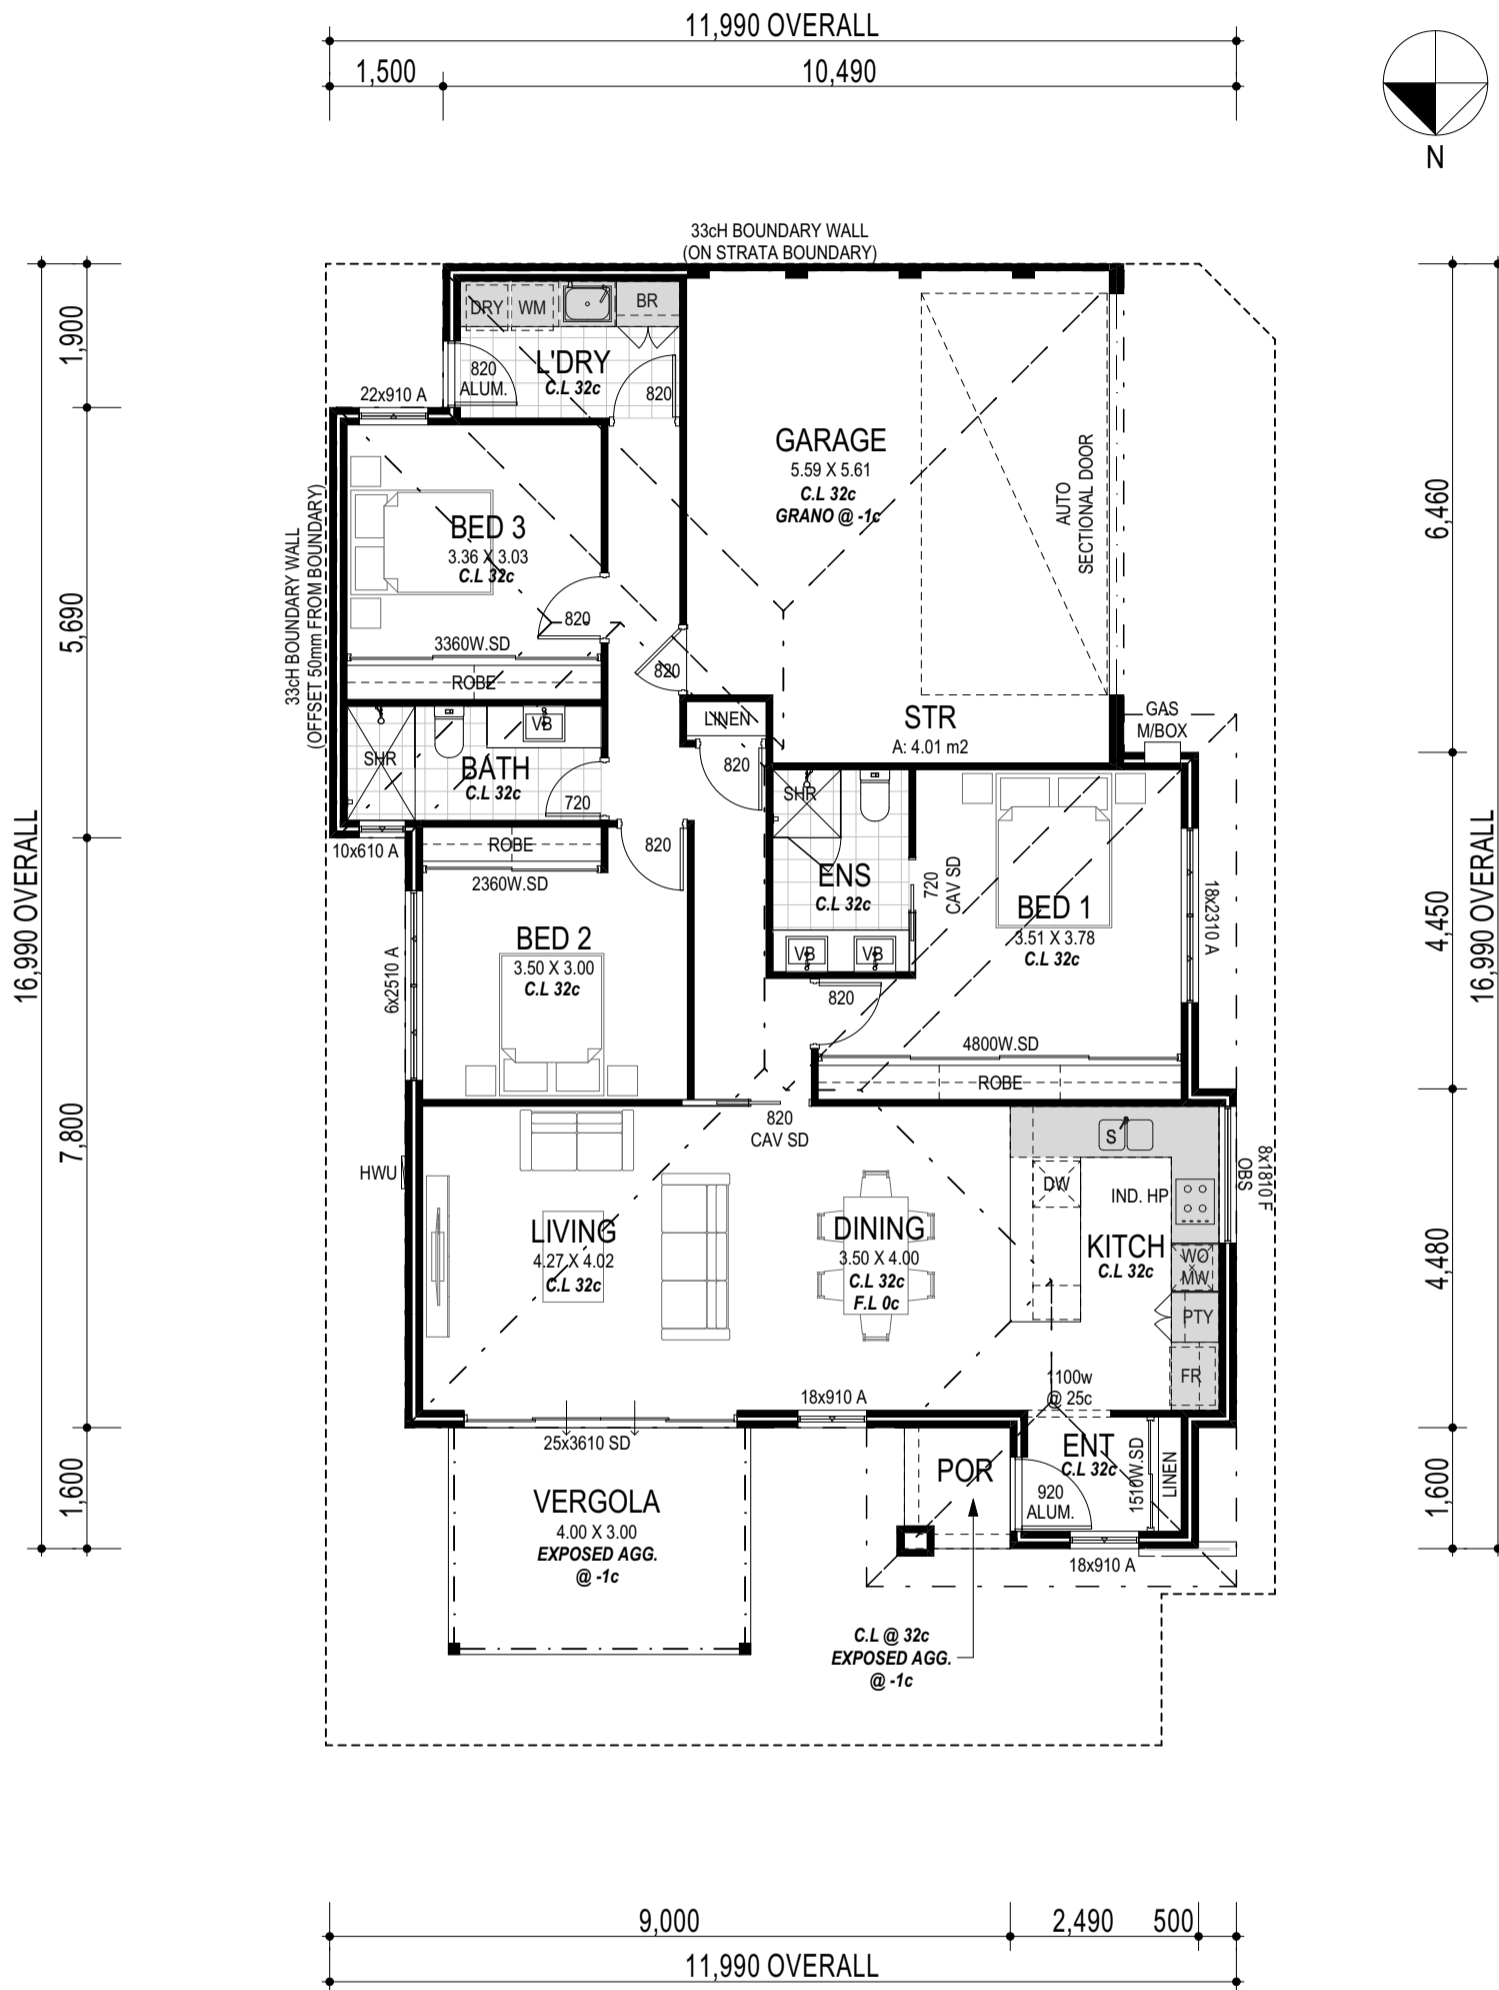 11,990 OVERALL
1,500
10,490
N
33cH BOUNDARY WALL
(ON STRATA BOUNDARY)
16,990 OVERALL
1,900
5,690
7,800
1,600
6,460
4,450
4,480
1,600
16,990 OVERALL
DRY
WM
BR
L'DRY
C.L 32c
820
ALUM.
820
22x910 A
GARAGE
5.59 X 5.61
C.L 32c
GRANO @ -1c
AUTO
SECTIONAL DOOR
33cH BOUNDARY WALL
(OFFSET 50mm FROM BOUNDARY)
BED 3
3.36 X 3.03
C.L 32c
820
3360W.SD
ROBE
820
LINEN
820
STR
A: 4.01 m2
GAS
M/BOX
SHR
VB
BATH
C.L 32c
720
10x610 A
ROBE
2360W.SD
820
SHR
ENS
C.L 32c
VB
VB
720
CAV SD
BED 1
3.51 X 3.78
C.L 32c
18x2310 A
BED 2
3.50 X 3.00
C.L 32c
6x2510 A
820
4800W.SD
ROBE
820
CAV SD
HWU
LIVING
4.27 X 4.02
C.L 32c
DINING
3.50 X 4.00
C.L 32c
F.L 0c
S
DW
IND. HP
KITCH
C.L 32c
WO
MW
PTY
FR
8x1810 F
OBS
1100w
@ 25c
18x910 A
25x3610 SD
VERGOLA
4.00 X 3.00
EXPOSED AGG.
@ -1c
POR
ENT
C.L 32c
920
ALUM.
1510W.SD
LINEN
18x910 A
C.L @ 32c
EXPOSED AGG.
@ -1c
9,000
2,490
500
11,990 OVERALL